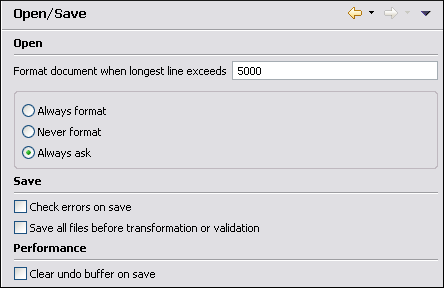 Open/Save
Open
Format document when longest line exceeds 5000
Always format
Never format
Always ask
Save
Check errors on save
Save all files before transformation or validation
Performance
Clear undo buffer on save